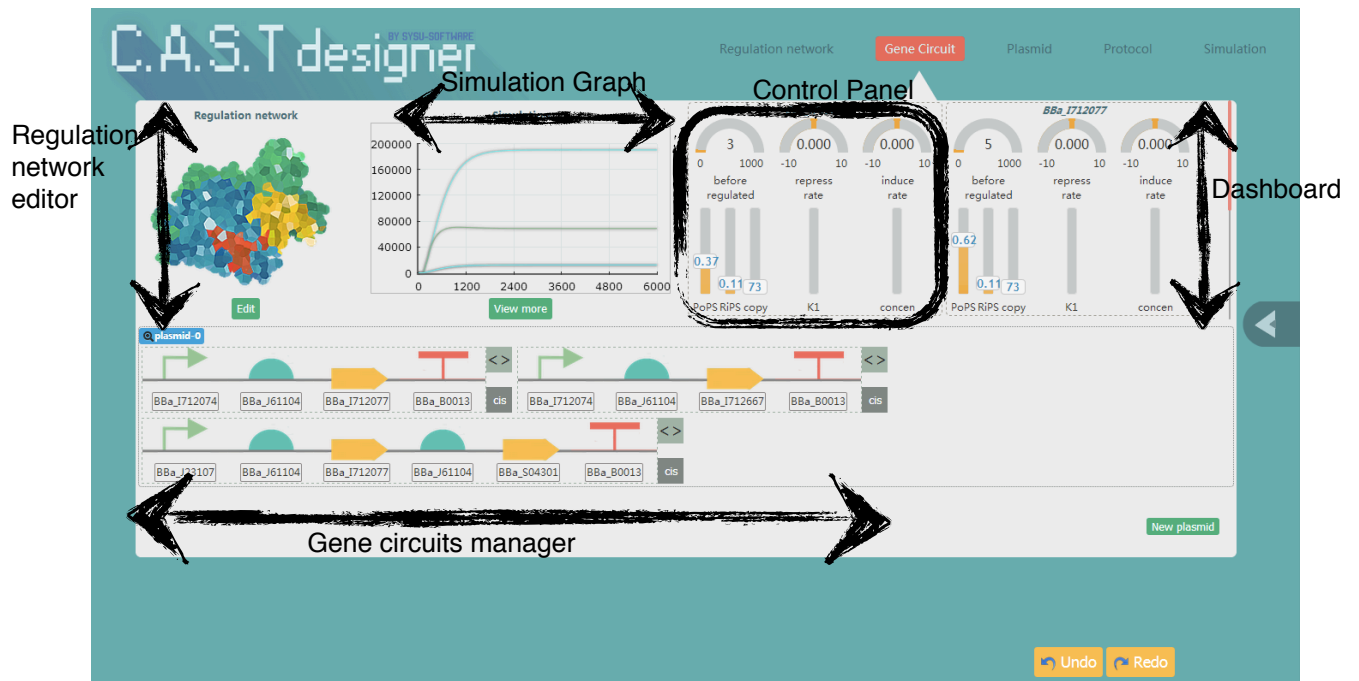 C.A.S.T designer
BY SYSU-SOFTWARE
Regulation network
Gene Circuit
Plasmid
Protocol
Simulation
Simulation Graph
Control Panel
Regulation
network
editor
Dashboard
Regulation network
200000
160000
120000
80000
40000
0
0 1200 2400 3600 4800 6000
Edit
View more
3
0 1000
before
regulated
0.000
-10 10
repress
rate
0.000
-10 10
induce
rate
0.37
0.11
73
PoPS RiPS copy
K1
concen
BBa_I712077
5
0 1000
before
regulated
0.000
-10 10
repress
rate
0.000
-10 10
induce
rate
0.62
0.11
73
PoPS RiPS copy
K1
concen
plasmid-0
< >
< >
BBa_I712074 BBa_J61104 BBa_I712077 BBa_B0013 cis
BBa_I712074 BBa_J61104 BBa_I712667 BBa_B0013 cis
< >
BBa_J23107 BBa_J61104 BBa_I712077 BBa_J61104 BBa_S04301 BBa_B0013 cis
Gene circuits manager
New plasmid
Undo
Redo